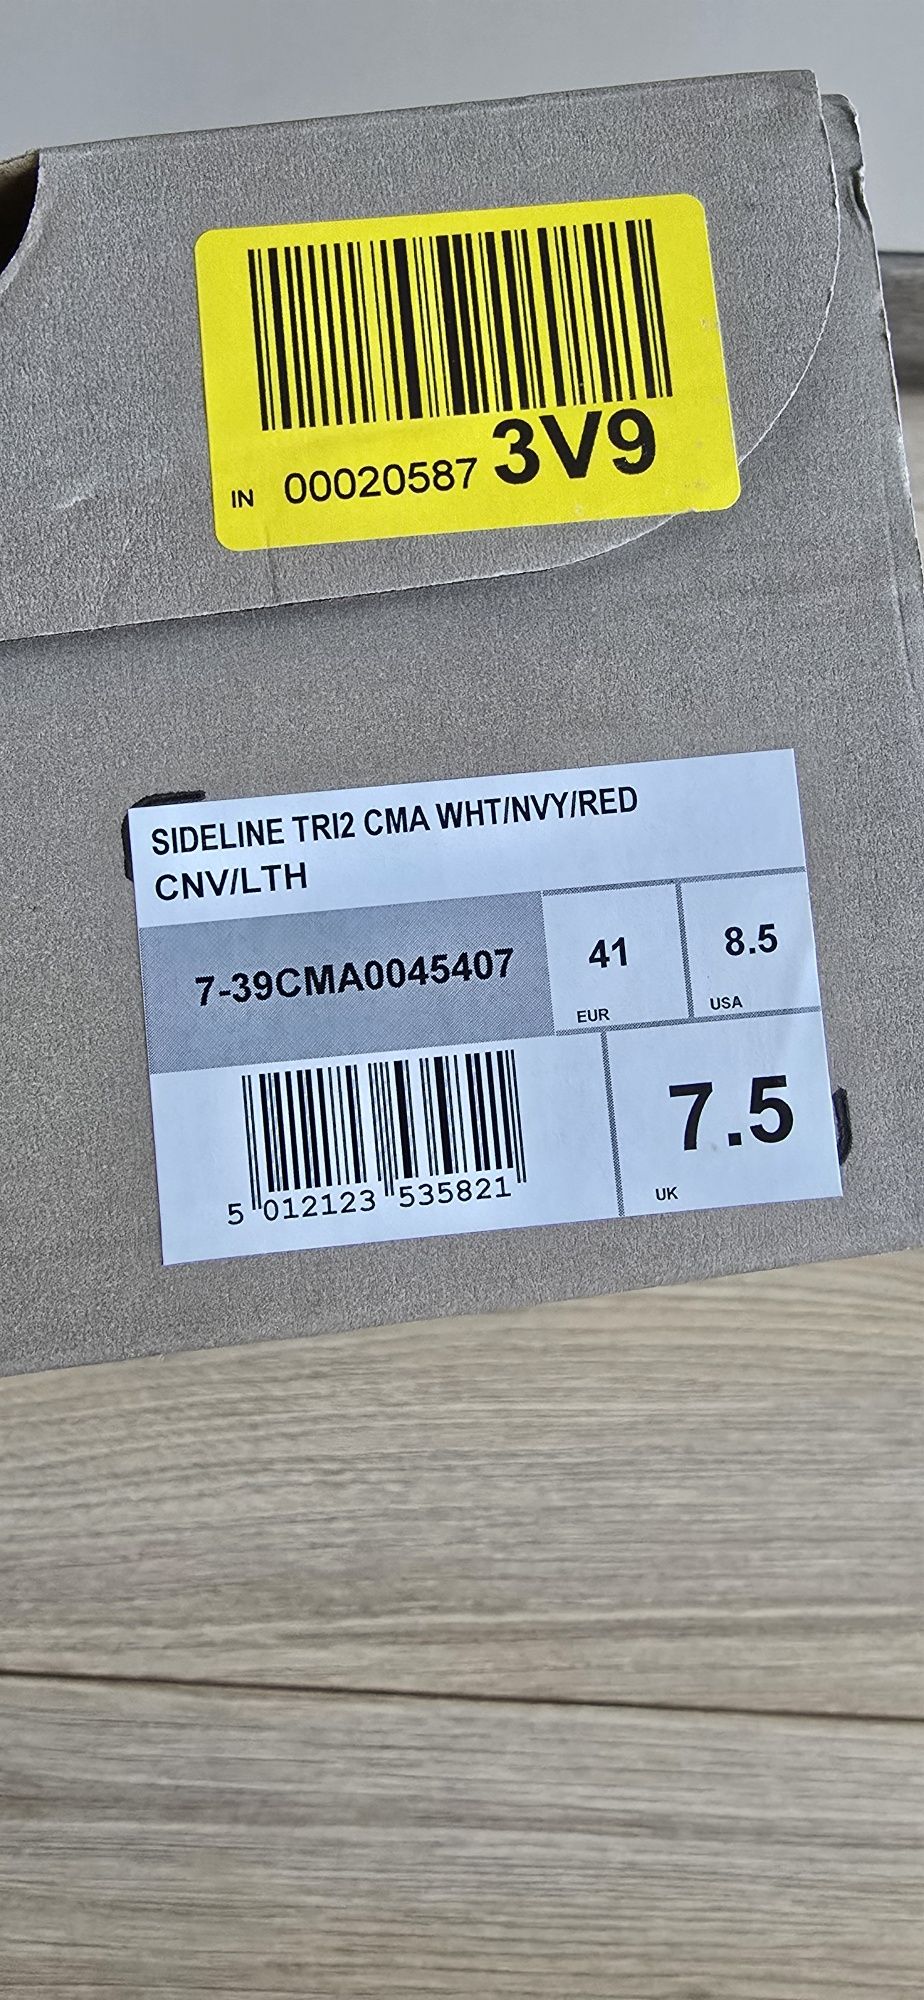 IN 00020587 3V9
SIDELINE TRI2 CMA WHT/NVY/RED
CNV/LTH
7-39CMA0045407
41
EUR
8.5
USA
5 012123 535821
7.5
UK